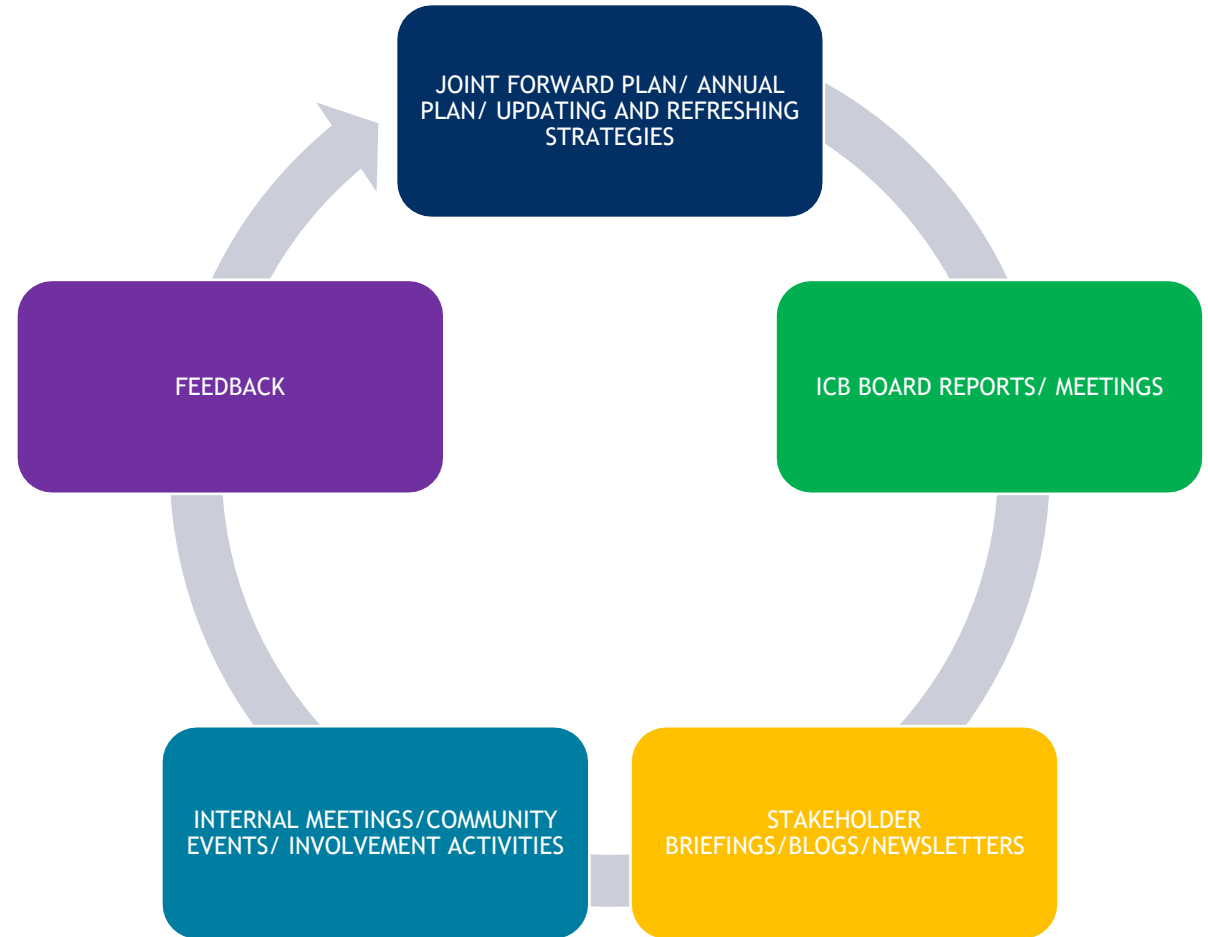 JOINT FORWARD PLAN/ ANNUAL
PLAN/ UPDATING AND REFRESHING
STRATEGIES
ICB BOARD REPORTS/ MEETINGS
STAKEHOLDER
BRIEFINGS/BLOGS/NEWSLETTERS
INTERNAL MEETINGS/COMMUNITY
EVENTS/ INVOLVEMENT ACTIVITIES
FEEDBACK